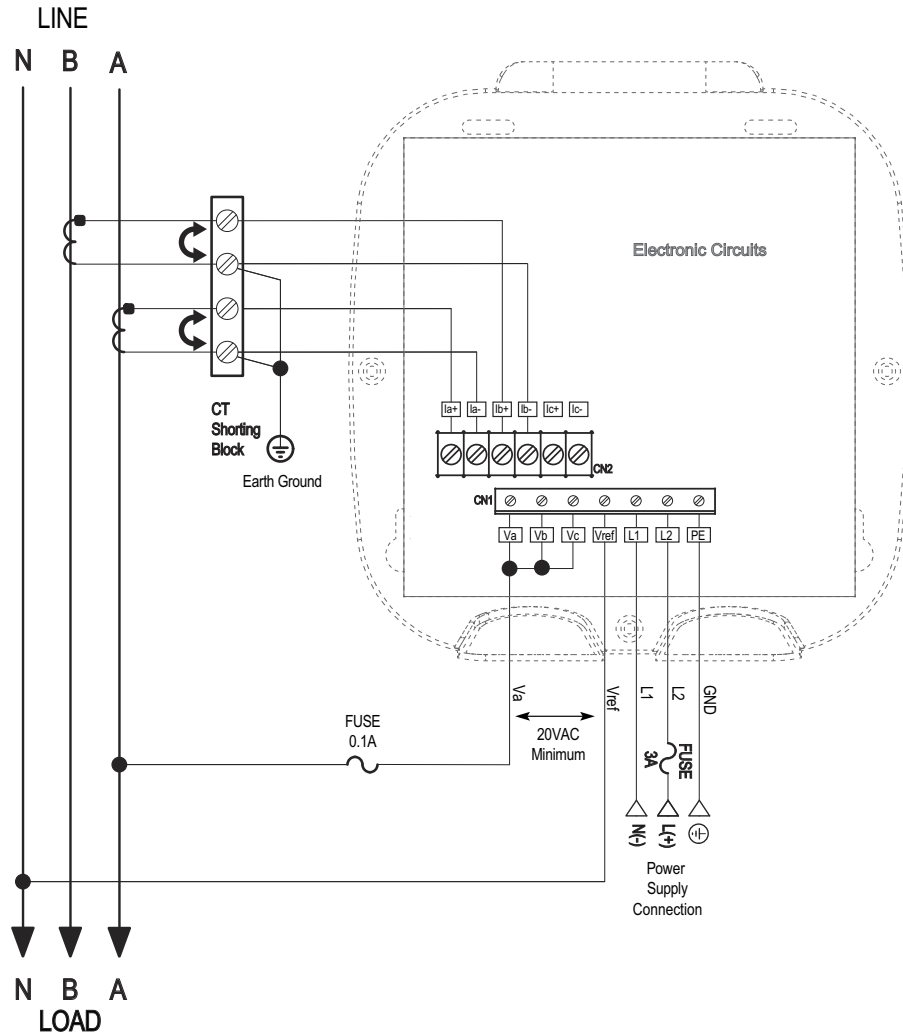 LINE
N B A
Electronic Circuits
CT
Shorting
Block
Earth Ground
Ia+ Ia- Ib+ Ib- Ic+ Ic-
CN2
CN1
Va Vb Vc Vref L1 L2 PE
Va
Vref
L1
L2
GND
20VAC
Minimum
FUSE
0.1A
FUSE
3A
N(-)
L(+)
Power
Supply
Connection
N B A
LOAD